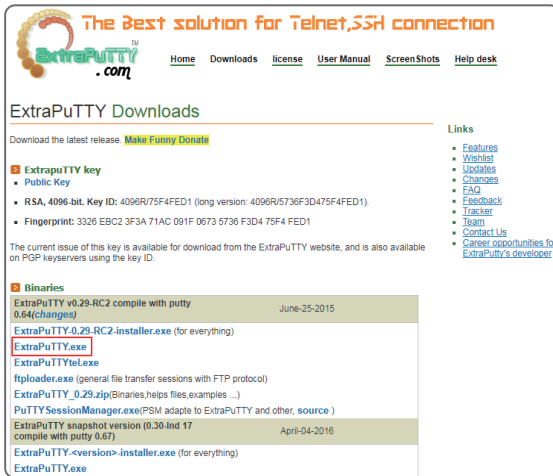 The Best solution for Telnet,SSH connection
ExtraPuTTY TM
.com
Home Downloads license User Manual ScreenShots Help desk
ExtraPuTTY Downloads
Download the latest release. Make Funny Donate
ExtrapuTTY key
Public Key
RSA, 4096-bit. Key ID: 4096R/75F4FED1 (long version: 4096R/5736F3D475F4FED1).
Fingerprint: 3326 EBC2 3F3A 71AC 091F 0673 5736 F3D4 75F4 FED1
The current issue of this key is available for download from the ExtraPuTTY website, and is also available
on PGP keyservers using the key ID.
Binaries
ExtraPuTTY v0.29-RC2 compile with putty
0.64(changes)
June-25-2015
ExtraPuTTY-0.29-RC2-installer.exe (for everything)
ExtraPuTTY.exe
ExtraPuTTYtel.exe
ftploader.exe (general file transfer sessions with FTP protocol)
ExtraPuTTY_0.29.zip(Binaries,helps files,examples ...)
PuTTYSessionManager.exe(PSM adapte to ExtraPuTTY and other, source )
ExtraPuTTY snapshot version (0.30-Ind 17
compile with putty 0.67)
April-04-2016
ExtraPuTTY-<version>-installer.exe (for everything)
ExtraPuTTY.exe
Links
Features
Wishlist
Updates
Changes
FAQ
Feedback
Tracker
Team
Contact Us
Career opportunities fo
ExtraPutty's developer